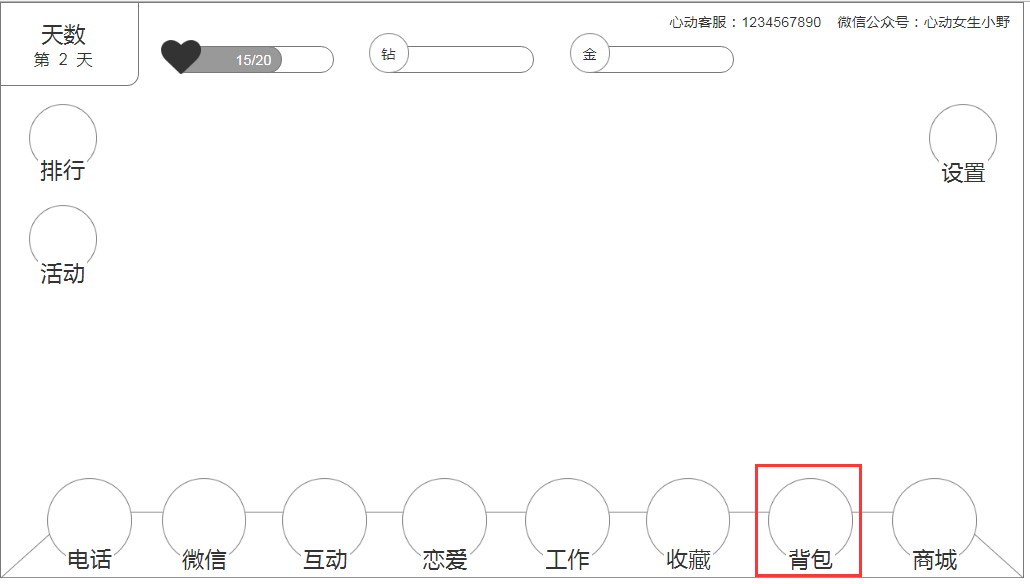 天数
第 2 天
15/20
钻
金
心动客服：1234567890 微信公众号：心动女生小野
排行
设置
活动
电话
微信
互动
恋爱
工作
收藏
背包
商城